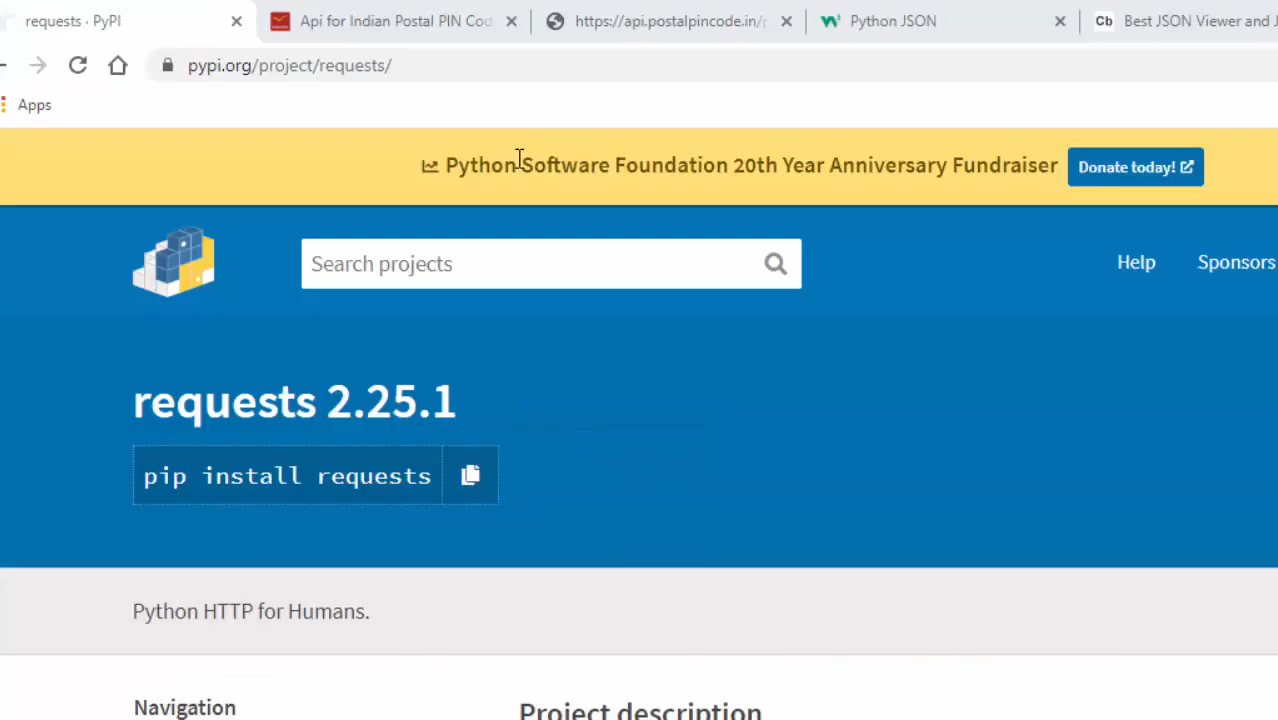 requests · PyPI
Api for Indian Postal PIN Cod
https://api.postalpincode.in/p
Python JSON
Cb
Best JSON Viewer and J
pypi.org/project/requests/
Apps
Python Software Foundation 20th Year Anniversary Fundraiser
Donate today!
Search projects
Help
Sponsors
requests 2.25.1
pip install requests
Python HTTP for Humans.
Navigation
Project description